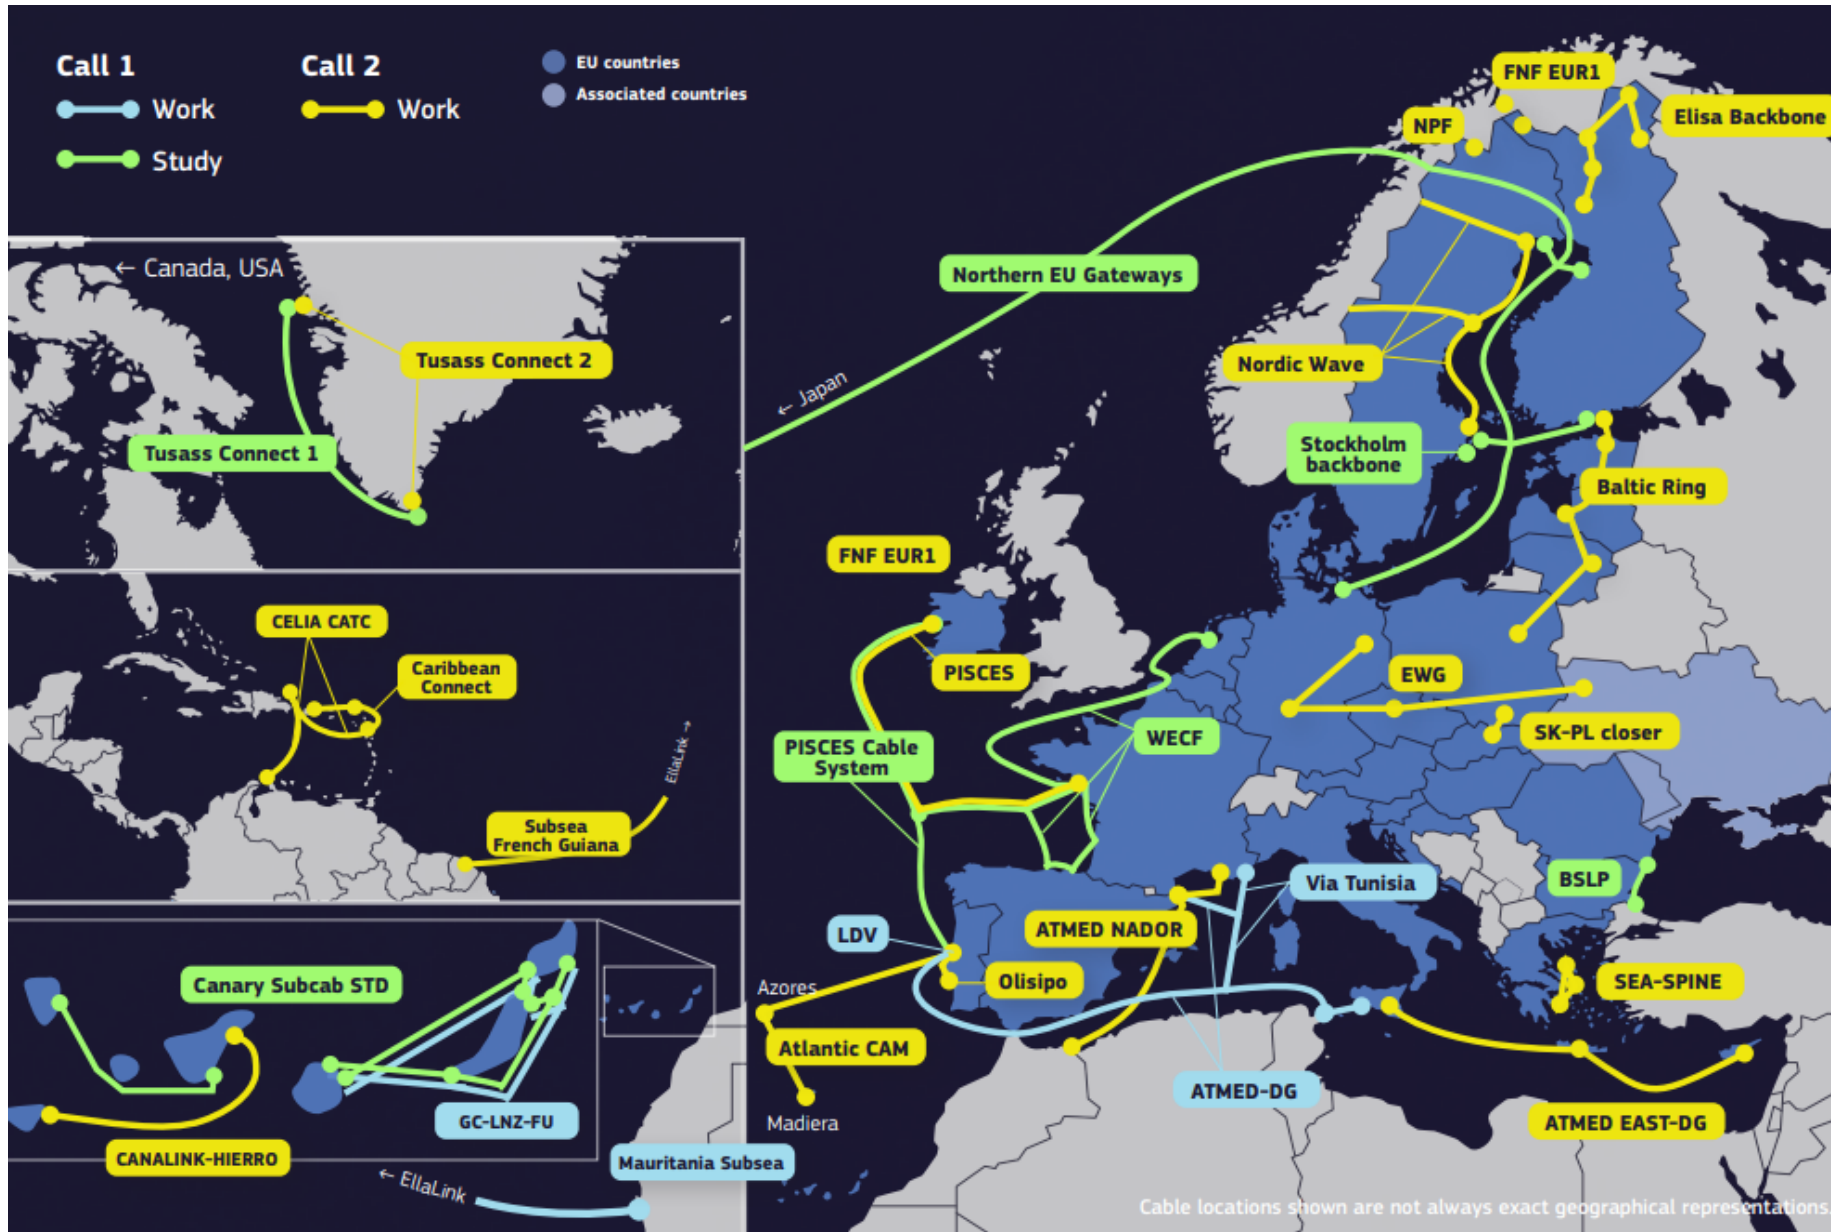 Call 1
Work
Study
Call 2
Work
EU countries
Associated countries
FNF EUR1
Elisa Backbone
NPF
← Canada, USA
Northern EU Gateways
Tusass Connect 2
Nordic Wave
← Japan
Tusass Connect 1
Stockholm
backbone
Baltic Ring
FNF EUR1
CELIA CATC
Caribbean
Connect
PISCES
EWG
EllaLink →
PISCES Cable
System
WECF
SK-PL closer
Subsea
French Guiana
Via Tunisia
BSLP
LDV
ATMED NADOR
Canary Subcab STD
Azores
Olisipo
SEA-SPINE
Atlantic CAM
ATMED-DG
GC-LNZ-FU
Madiera
ATMED EAST-DG
CANALINK-HIERRO
Mauritania Subsea
← EllaLink
Cable locations shown are not always exact geographical representations.